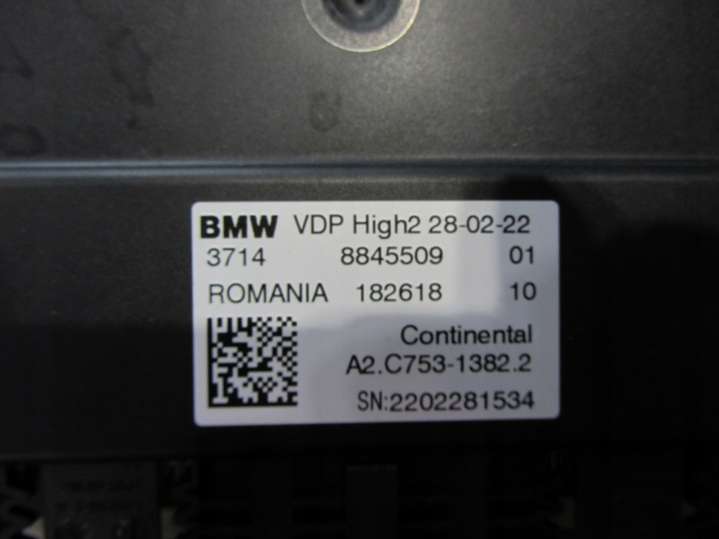 BMW VDP High2 28-02-22
3714 8845509 01
ROMANIA 182618 10
Continental
A2.C753-1382.2
SN:2202281534